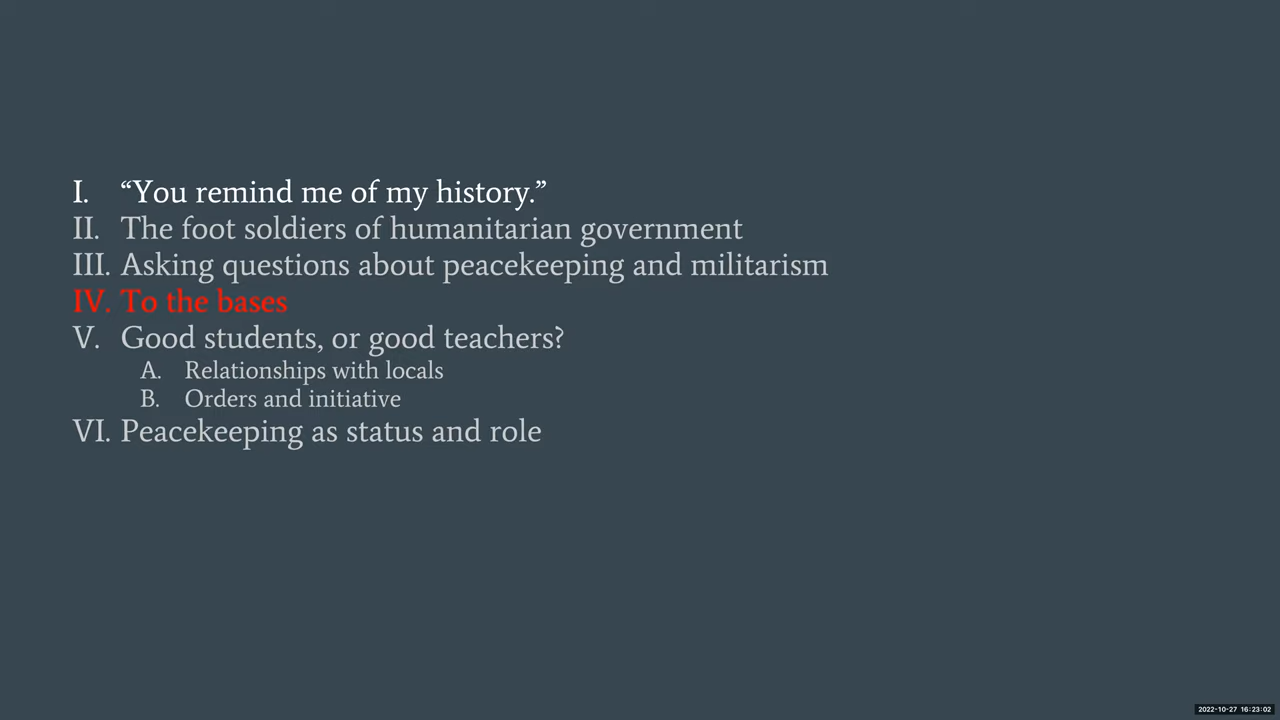 I. “You remind me of my history.”
II. The foot soldiers of humanitarian government
III. Asking questions about peacekeeping and militarism
IV. To the bases
V. Good students, or good teachers?
A. Relationships with locals
B. Orders and initiative
VI. Peacekeeping as status and role
2022-10-27 16:23:02